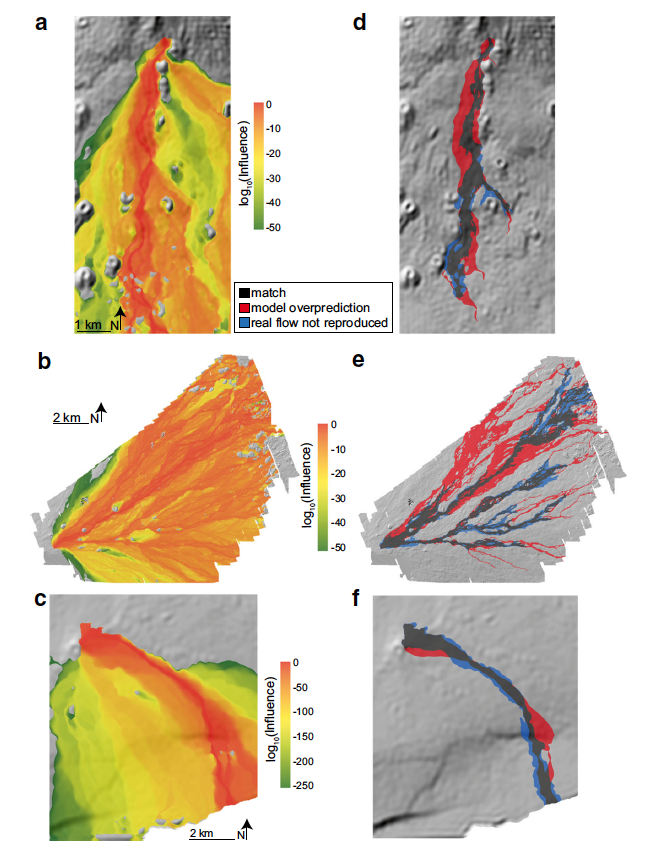 a
d
0
-10
-20
-30
-40
-50
log10(Influence)
match
model overprediction
real flow not reproduced
1 km N
b
e
2 km N
0
-10
-20
-30
-40
-50
log10(Influence)
c
f
0
-50
-100
-150
-200
-250
log10(Influence)
2 km N